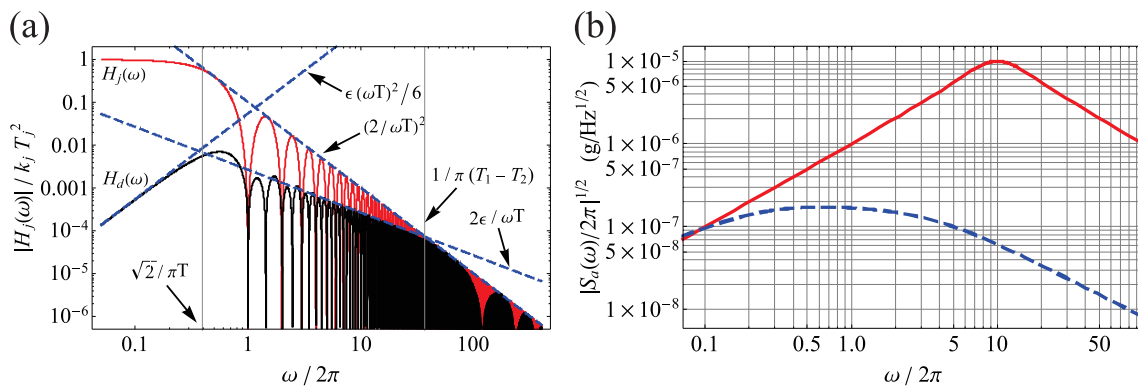 (a)
|H_j(ω)| / k_j T_j^2
1
0.1
0.01
0.001
10^-4
10^-5
10^-6
H_j(ω)
H_d(ω)
ϵ (ωT)^2 / 6
(2 / ωT)^2
1 / π (T_1 − T_2)
2ϵ / ωT
√2 / πT
0.1 1 10 100
ω / 2π
(b)
|S_a(ω)/2π|^1/2 (g/Hz^1/2)
1 × 10^-5
1 × 10^-6
5 × 10^-7
1 × 10^-7
5 × 10^-8
1 × 10^-8
0.1 0.5 1.0 5 10 50
ω / 2π